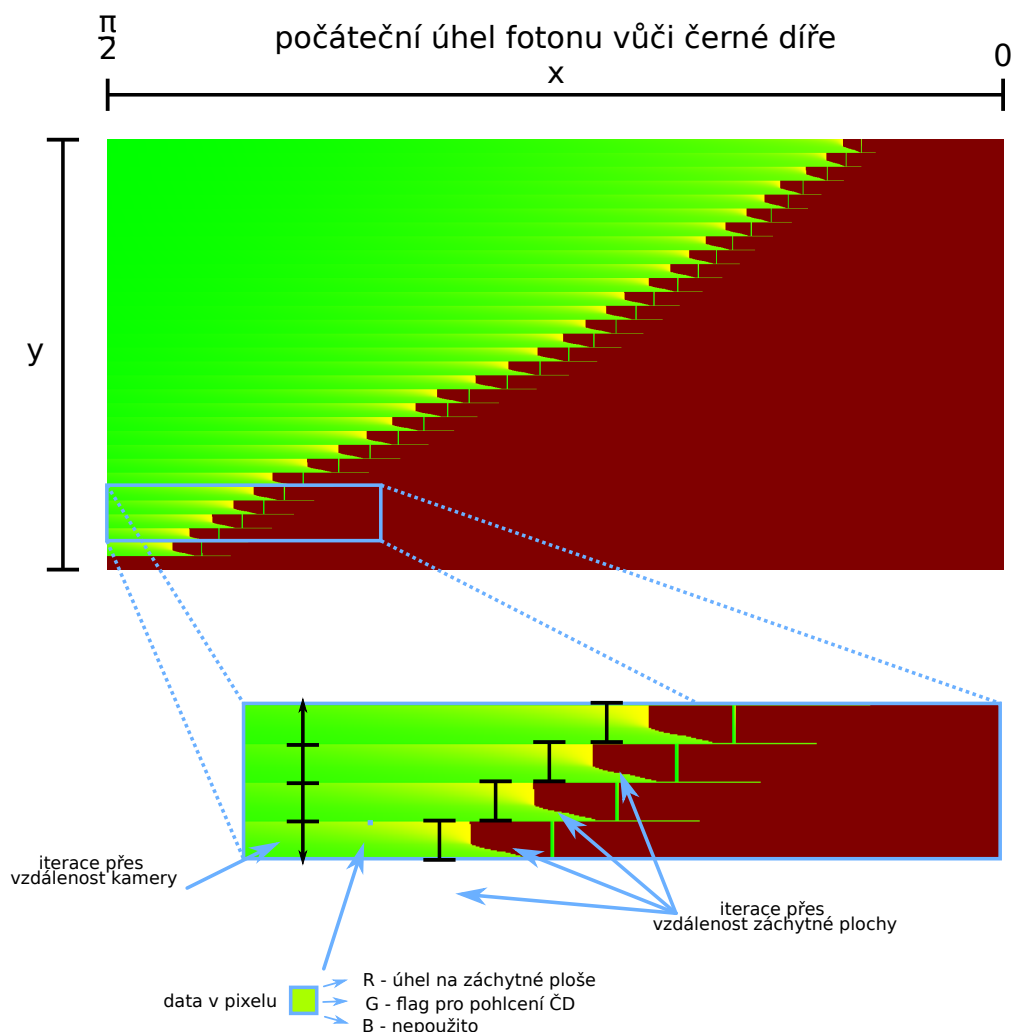 π
2
počáteční úhel fotonu vůči černé díře
x
0
y
iterace přes
vzdálenost kamery
iterace přes
vzdálenost záchytné plochy
data v pixelu
R - úhel na záchytné ploše
G - flag pro pohlcení ČD
B - nepoužito